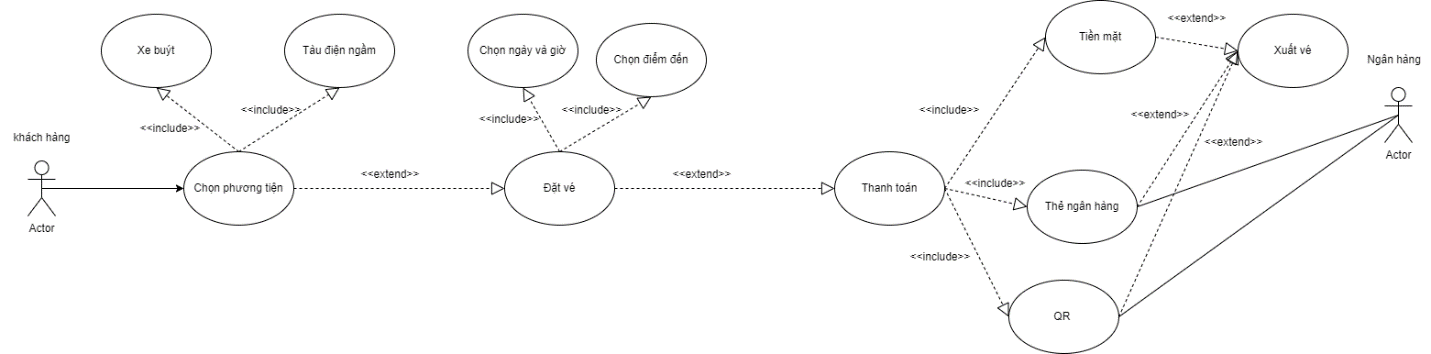 <<extend>>
Xe buýt
Tàu điện ngầm
Chọn ngày và giờ
Chọn điểm đến
Tiền mặt
Xuất vé
Ngân hàng
<<include>>
<<include>>
<<include>>
<<include>>
<<include>>
<<extend>>
khách hàng
<<extend>>
Actor
Chọn phương tiện
<<extend>>
Đặt vé
<<extend>>
Thanh toán
<<include>>
Thẻ ngân hàng
Actor
<<include>>
QR